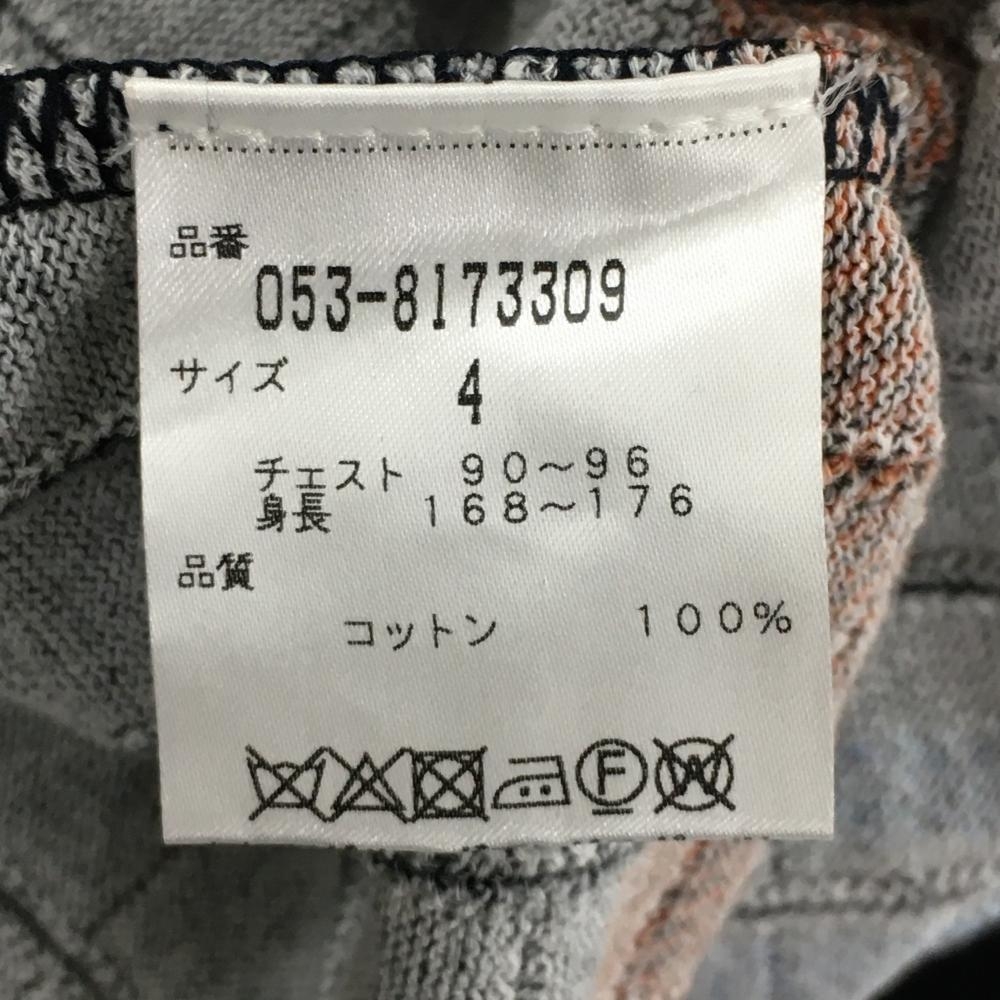 品番
053-8173309
サイズ
4
チェスト 90～96
身長 168～176
品質
コットン 100%
F W